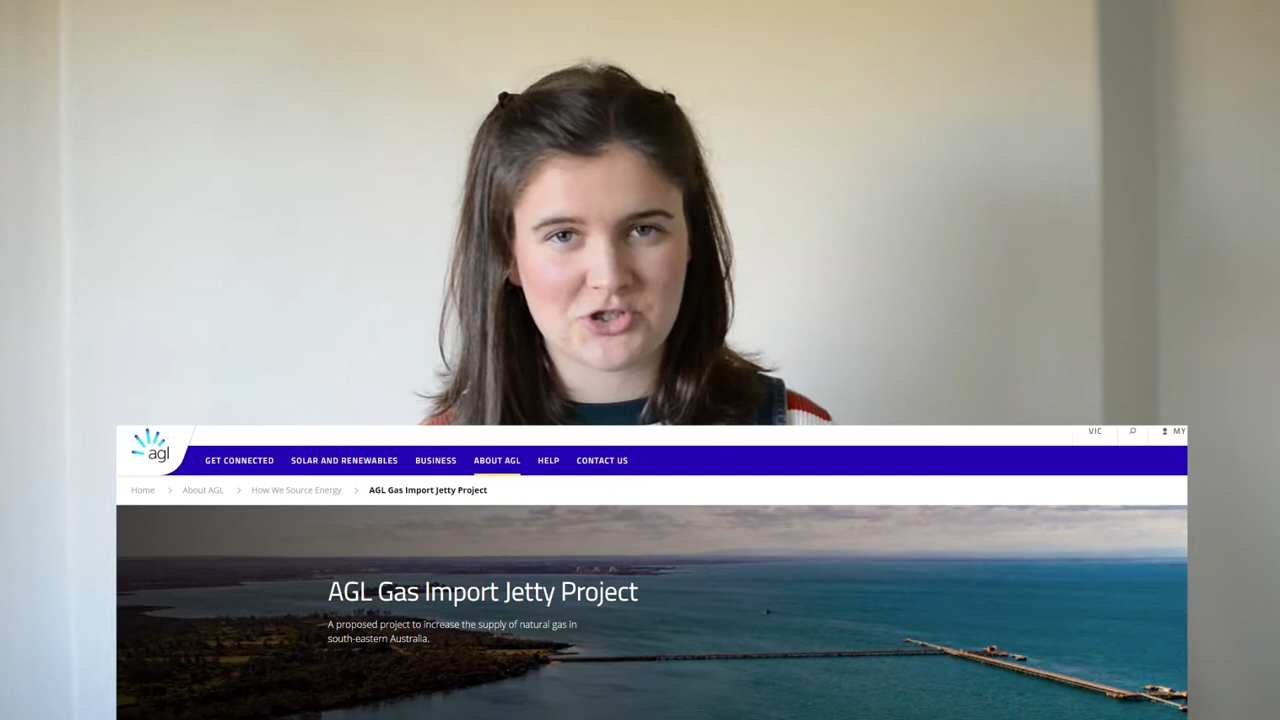 VIC
MY
agl
GET CONNECTED SOLAR AND RENEWABLES BUSINESS ABOUT AGL HELP CONTACT US
Home About AGL How We Source Energy AGL Gas Import Jetty Project
AGL Gas Import Jetty Project
A proposed project to increase the supply of natural gas in
south-eastern Australia.